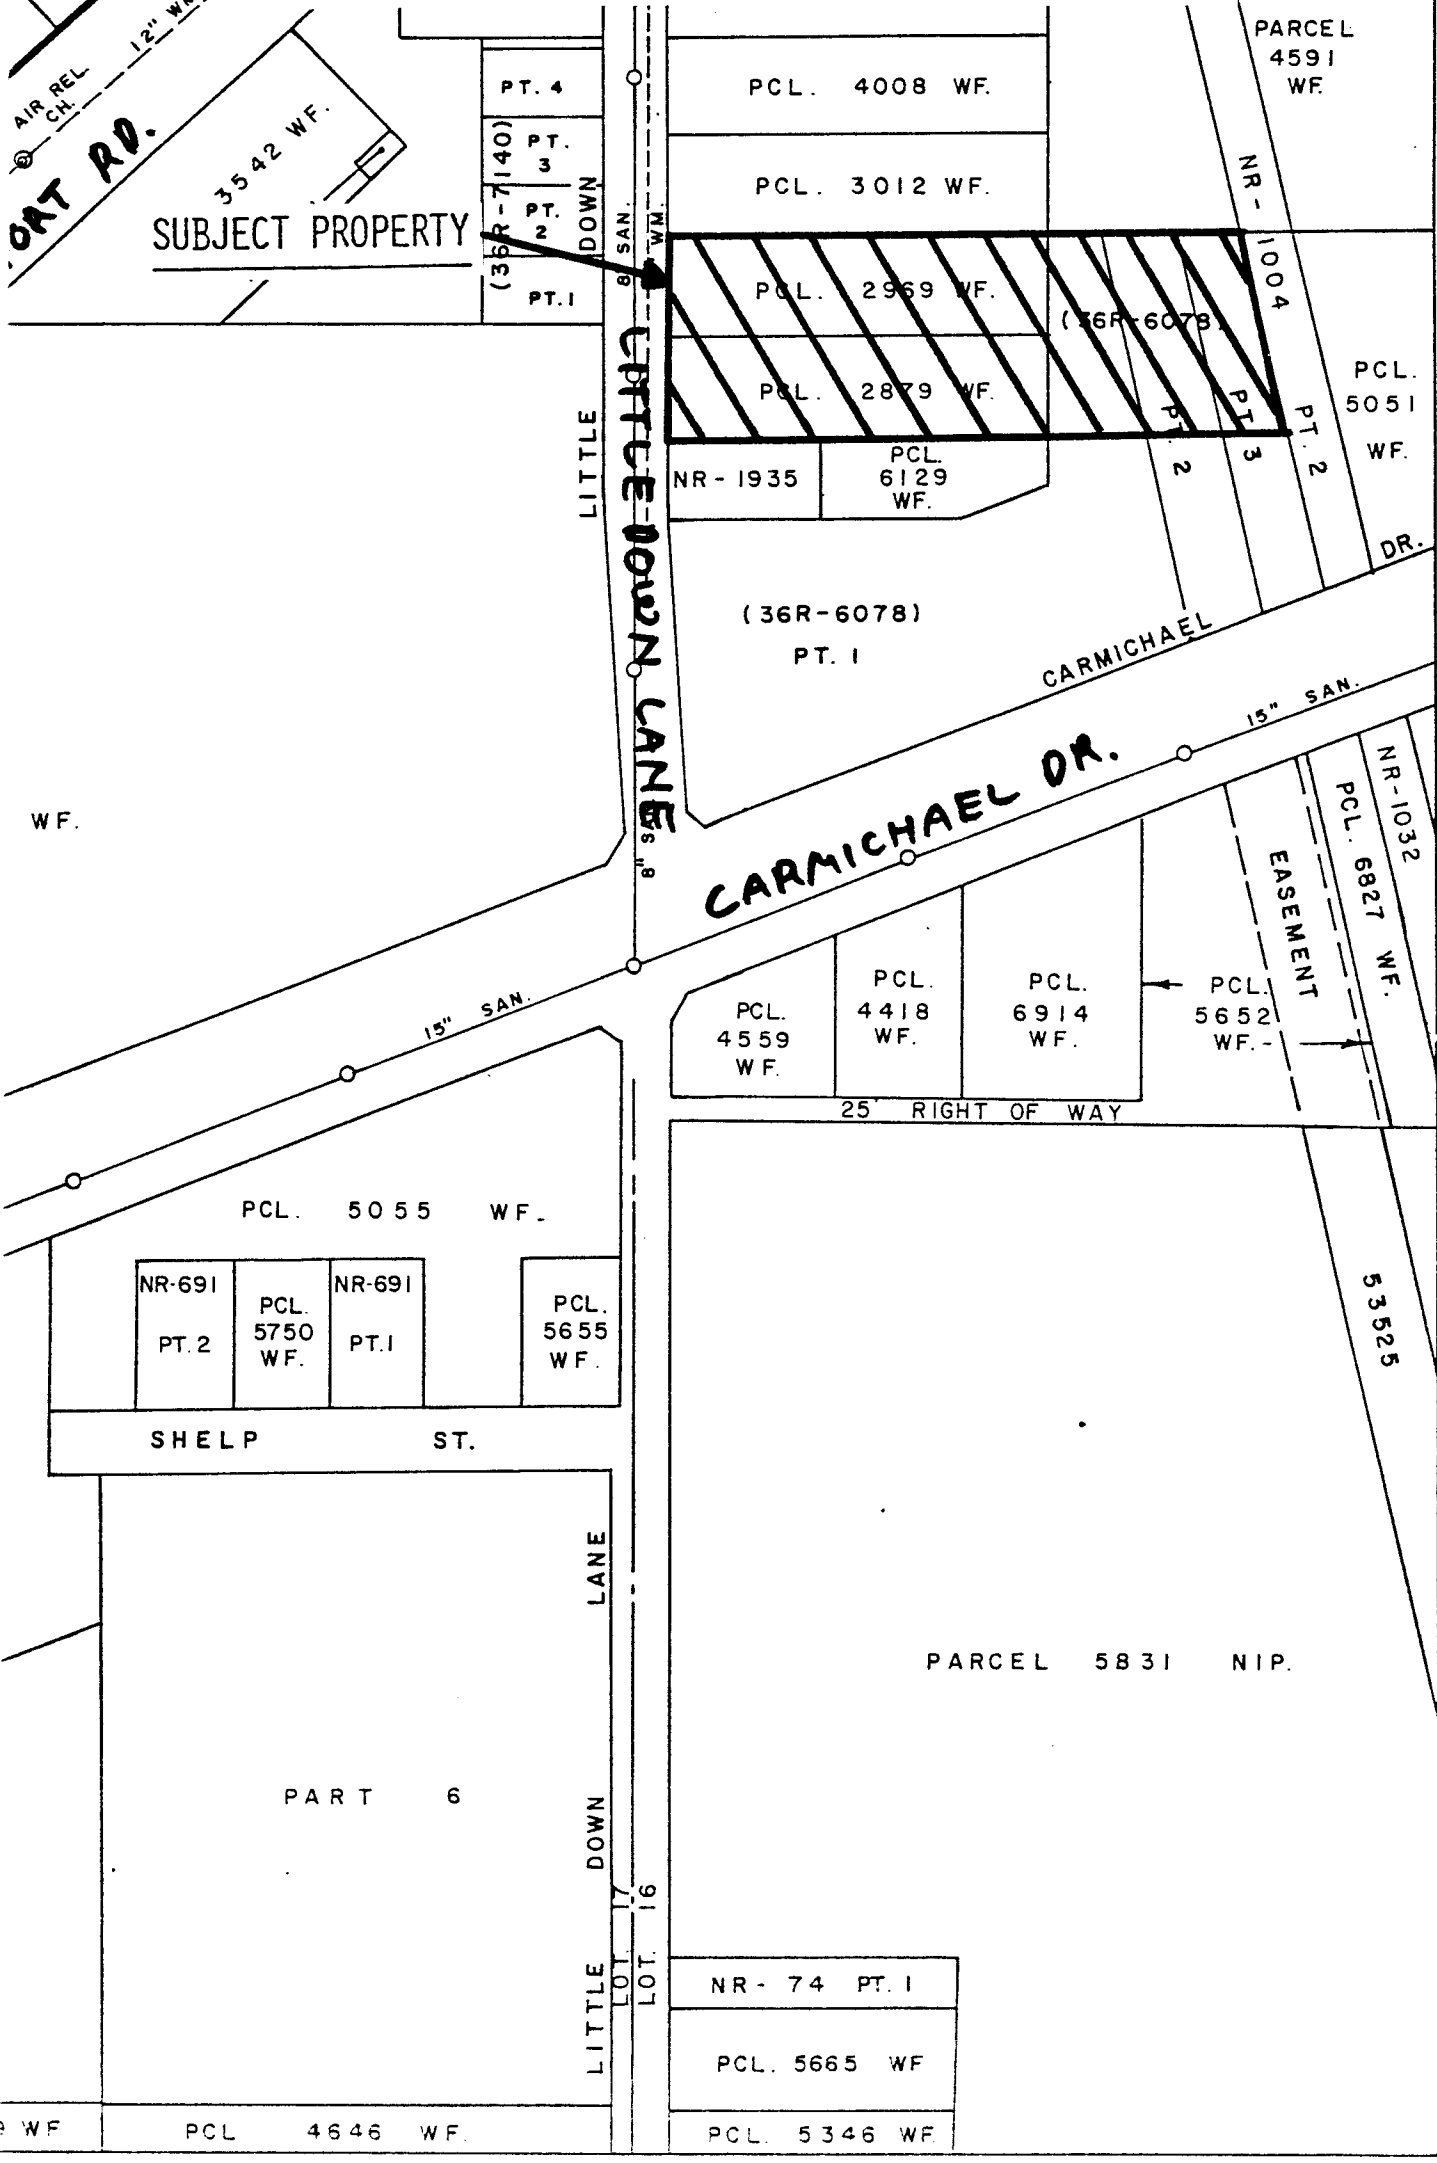 12" WM
AIR REL.
CH.
ORT RD.
3542 WF.
SUBJECT PROPERTY
PT. 4
PT.
3
PT.
2
PT. 1
(36R-7140)
LITTLE DOWN
8" SAN.
WM.
PCL. 4008 WF.
PCL. 3012 WF.
PCL. 2969 WF.
PCL. 2879 WF.
(36R-6078)
PARCEL
4591
WF.
NR-1004
PT. 2
PT. 3
PT. 2
PCL.
5051
WF.
NR-1935
PCL.
6129
WF.
LITTLE DOWN LANE
(36R-6078)
PT. 1
CARMICHAEL DR.
15" SAN.
CARMICHAEL DR.
8" SAN.
WF.
15" SAN.
NR-1032
PCL. 6827 WF.
EASEMENT
PCL.
4559
WF.
PCL.
4418
WF.
PCL.
6914
WF.
PCL.
5652
WF.-
25' RIGHT OF WAY
53525
PCL. 5055 WF.
NR-691
PT. 2
PCL.
5750
WF.
NR-691
PT. 1
PCL.
5655
WF.
SHELP ST.
LITTLE DOWN LANE
LOT 17
LOT 16
PARCEL 5831 NIP.
PART 6
NR-74 PT. 1
PCL. 5665 WF
PCL. 5346 WF
WF
PCL 4646 WF.